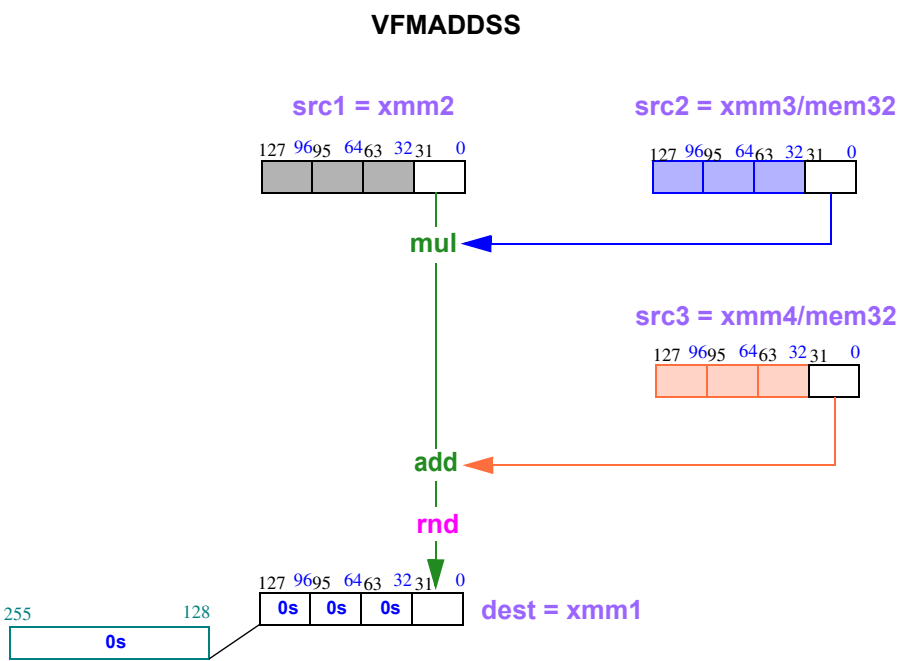 VFMADDSS
src1 = xmm2 src2 = xmm3/mem32
127 96 95 64 63 32 31 0 127 96 95 64 63 32 31 0
mul
src3 = xmm4/mem32
127 96 95 64 63 32 31 0
add
rnd
127 96 95 64 63 32 31 0
0s 0s 0s dest = xmm1
255 128
0s